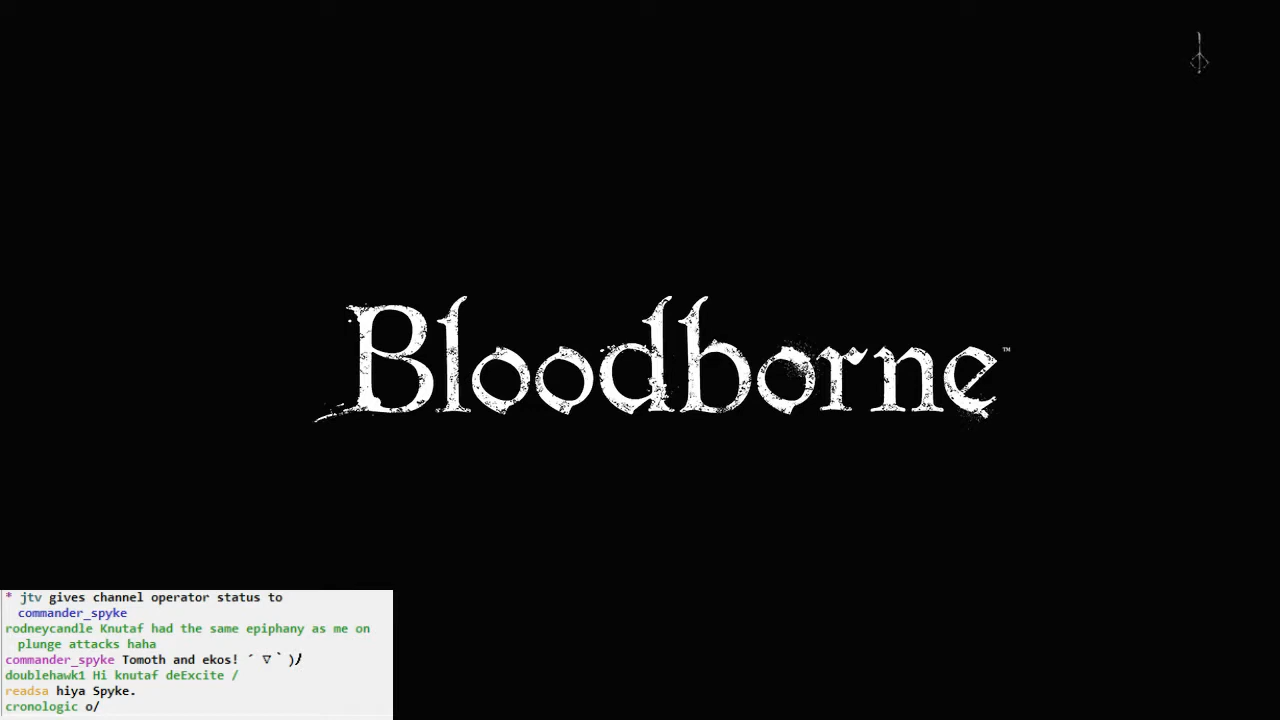 Bloodborne™
* jtv gives channel operator status to
commander_spyke
rodneycandle Knutaf had the same epiphany as me on
plunge attacks haha
commander_spyke Tomoth and ekos! ´ ∇ ` )ﾉ
doublehawk1 Hi knutaf deExcite /
readsa hiya Spyke.
cronologic o/